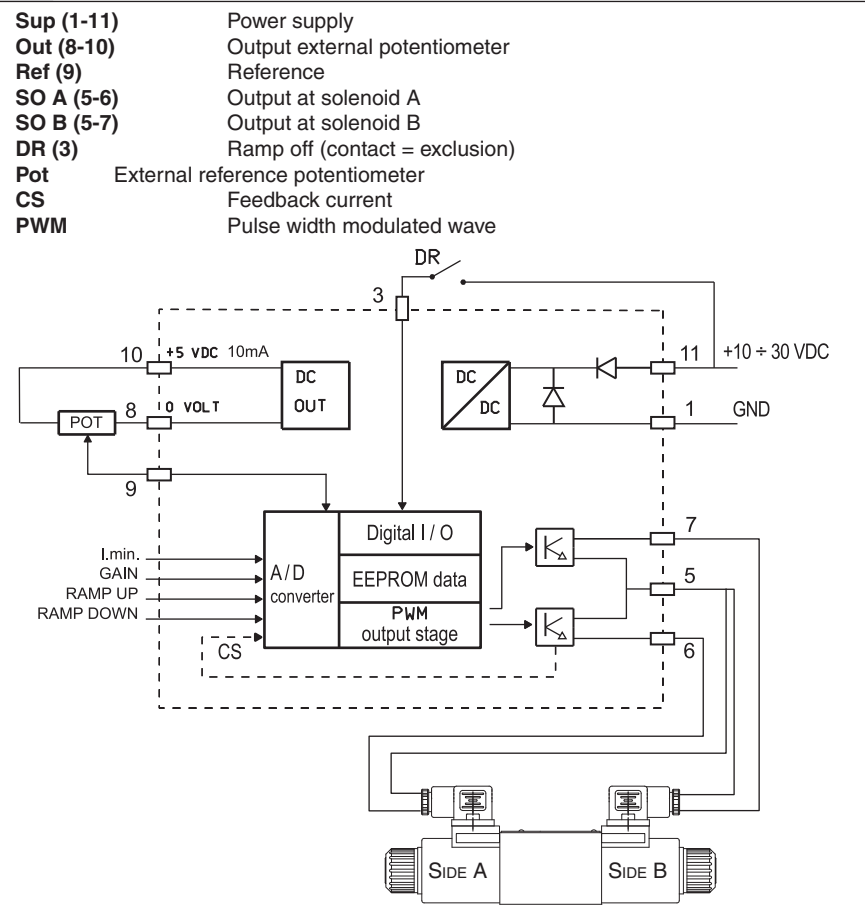 Sup (1-11) Power supply
Out (8-10) Output external potentiometer
Ref (9) Reference
SO A (5-6) Output at solenoid A
SO B (5-7) Output at solenoid B
DR (3) Ramp off (contact = exclusion)
Pot External reference potentiometer
CS Feedback current
PWM Pulse width modulated wave
DR
3
10 +5 VDC 10mA
11 +10 ÷ 30 VDC
DC
OUT
DC
DC
POT
8 0 VOLT
1 GND
9
7
Digital I / O
I.min.
GAIN
RAMP UP
RAMP DOWN
A / D
converter
EEPROM data
5
PWM
output stage
CS
6
SIDE A
SIDE B